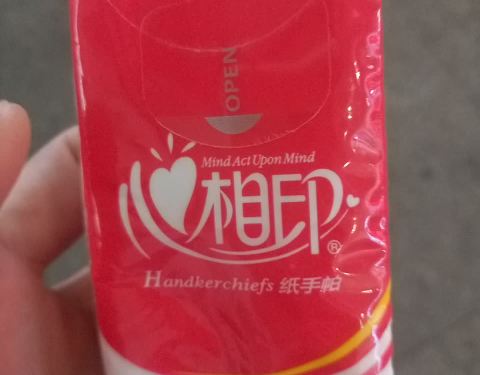 OPEN
Mind Act Upon Mind
心相印®
Handkerchiefs 纸手帕